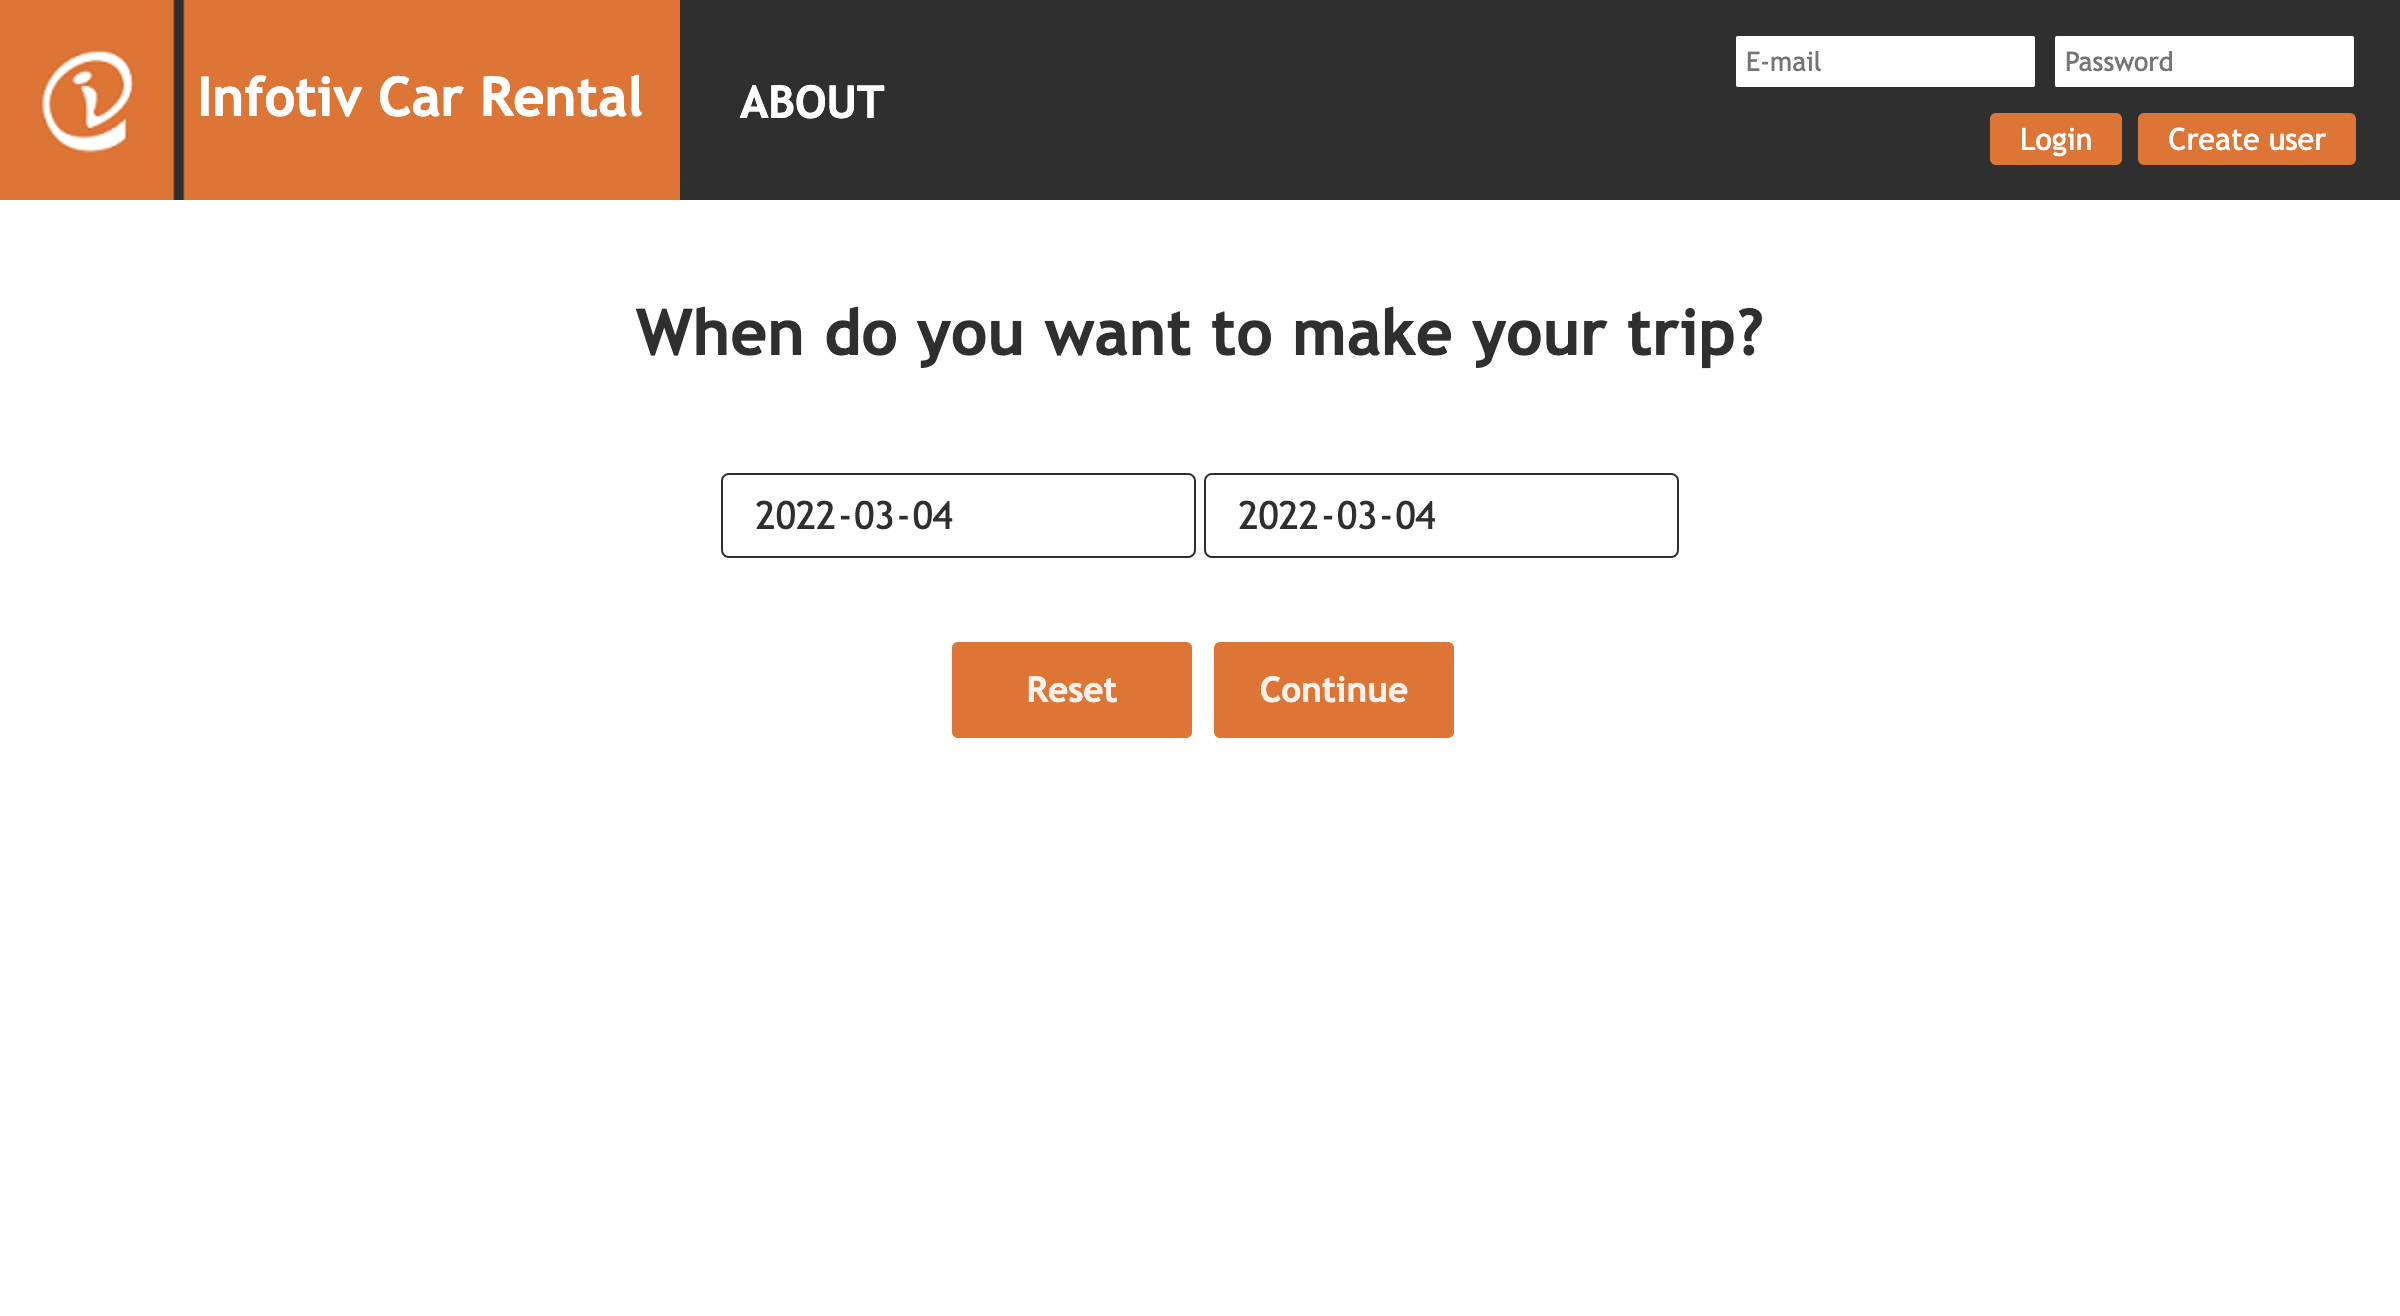 Infotiv Car Rental
ABOUT
E-mail
Password
Login
Create user
When do you want to make your trip?
2022-03-04
2022-03-04
Reset
Continue